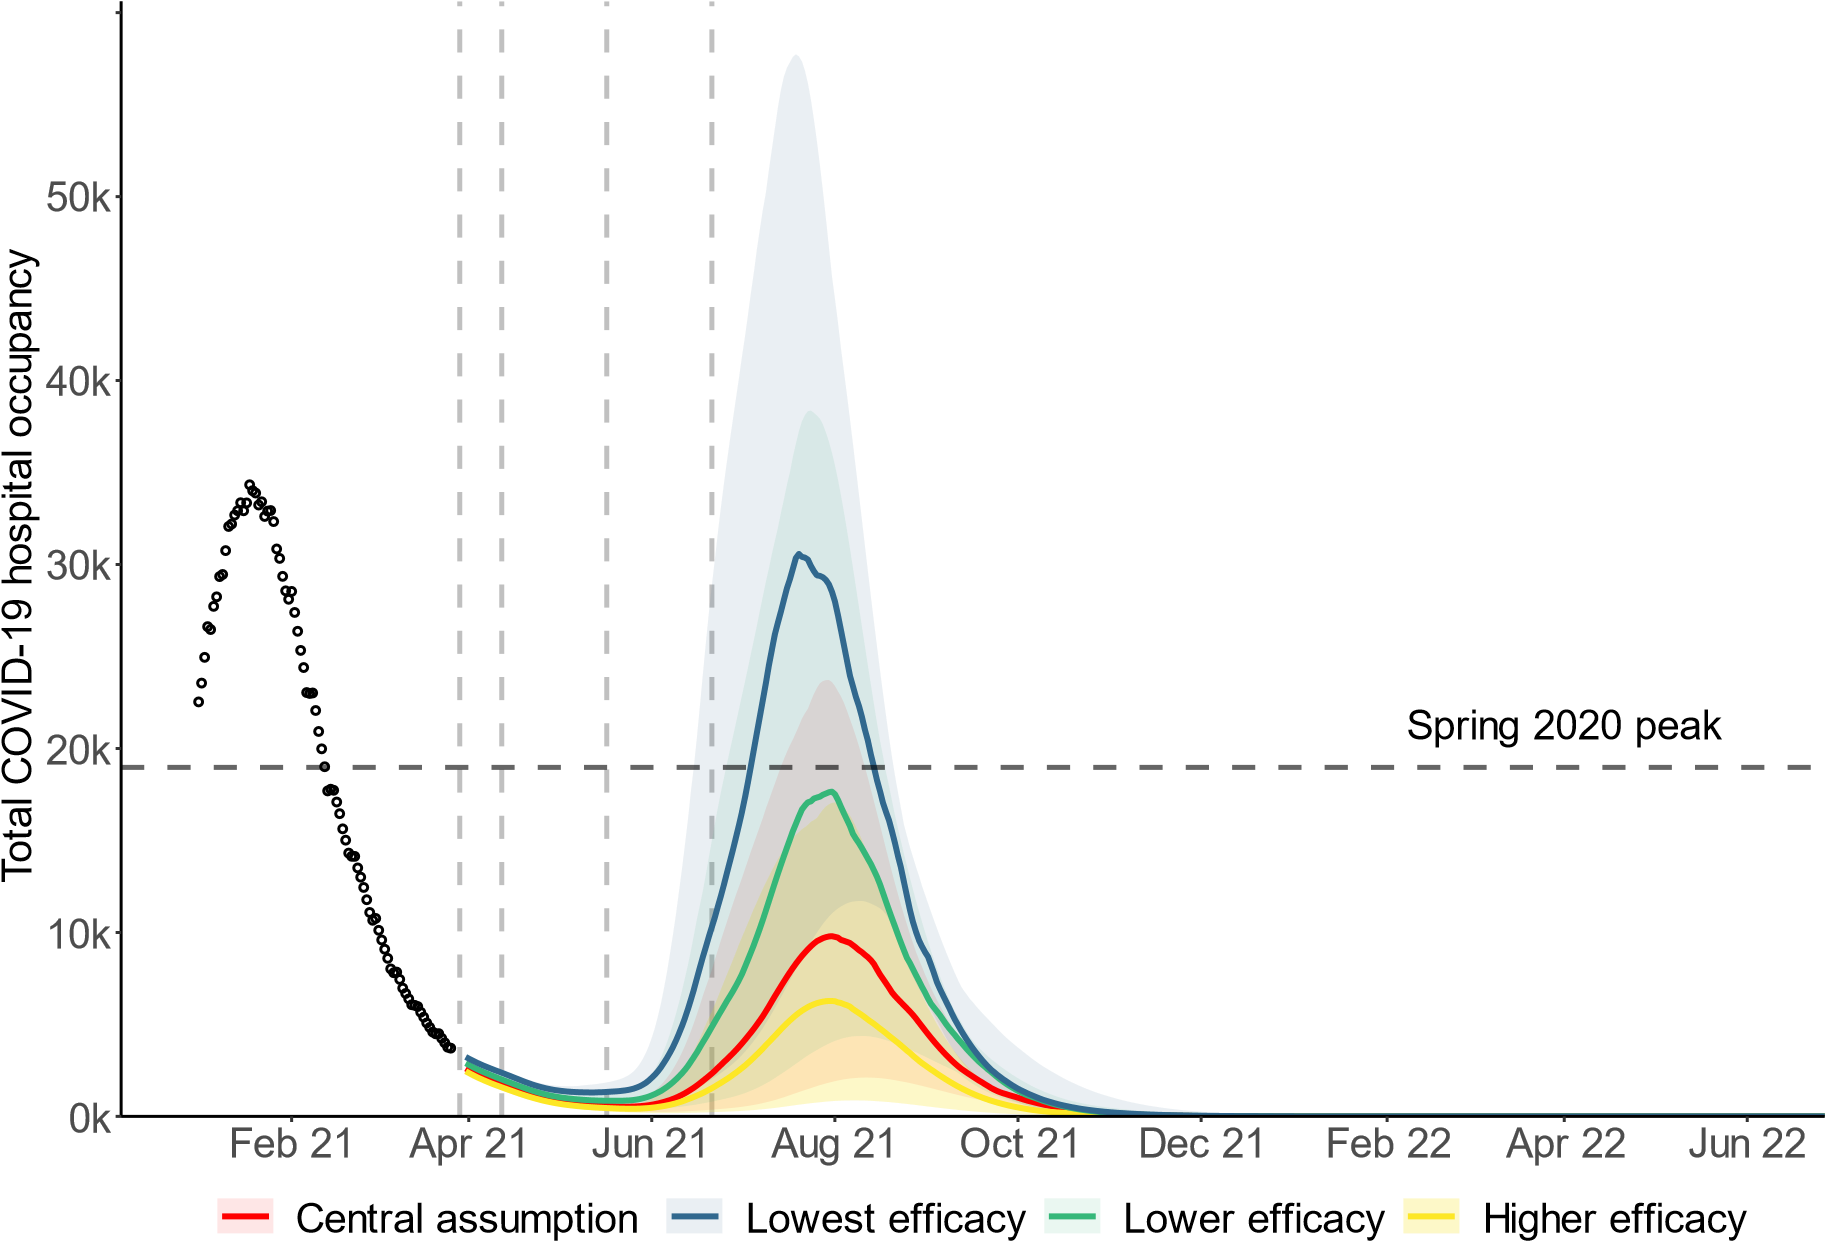 Total COVID-19 hospital occupancy
50k
40k
30k
20k
10k
0k
Spring 2020 peak
Feb 21 Apr 21 Jun 21 Aug 21 Oct 21 Dec 21 Feb 22 Apr 22 Jun 22
Central assumption Lowest efficacy Lower efficacy Higher efficacy